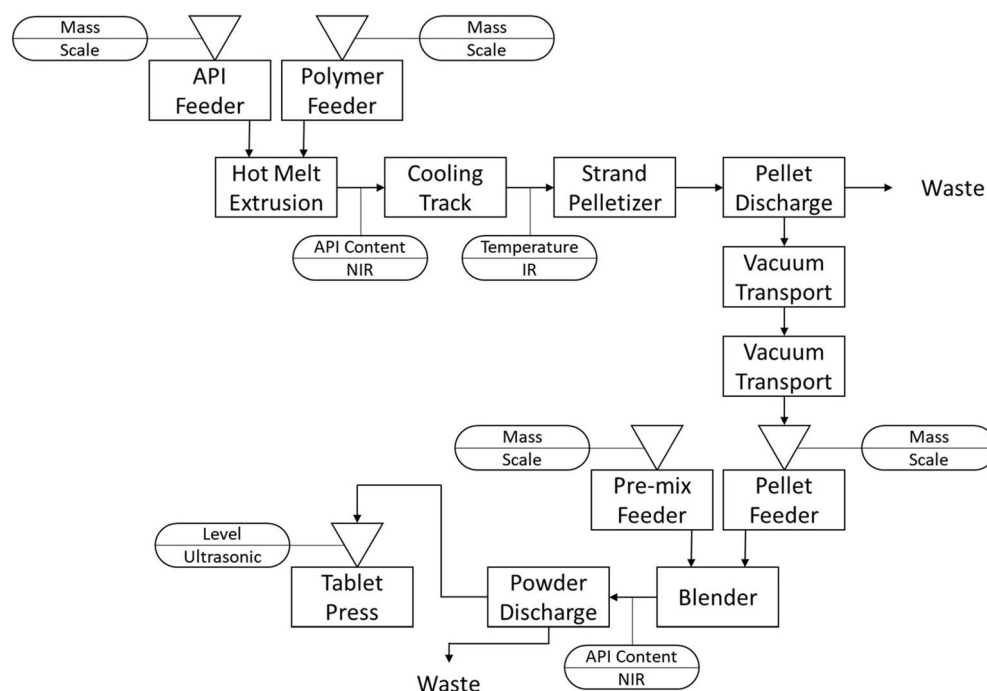 Mass
Scale
Mass
Scale
API
Feeder
Polymer
Feeder
Hot Melt
Extrusion
Cooling
Track
Strand
Pelletizer
Pellet
Discharge
Waste
API Content
NIR
Temperature
IR
Vacuum
Transport
Vacuum
Transport
Mass
Scale
Mass
Scale
Pre-mix
Feeder
Pellet
Feeder
Level
Ultrasonic
Tablet
Press
Powder
Discharge
Blender
API Content
NIR
Waste